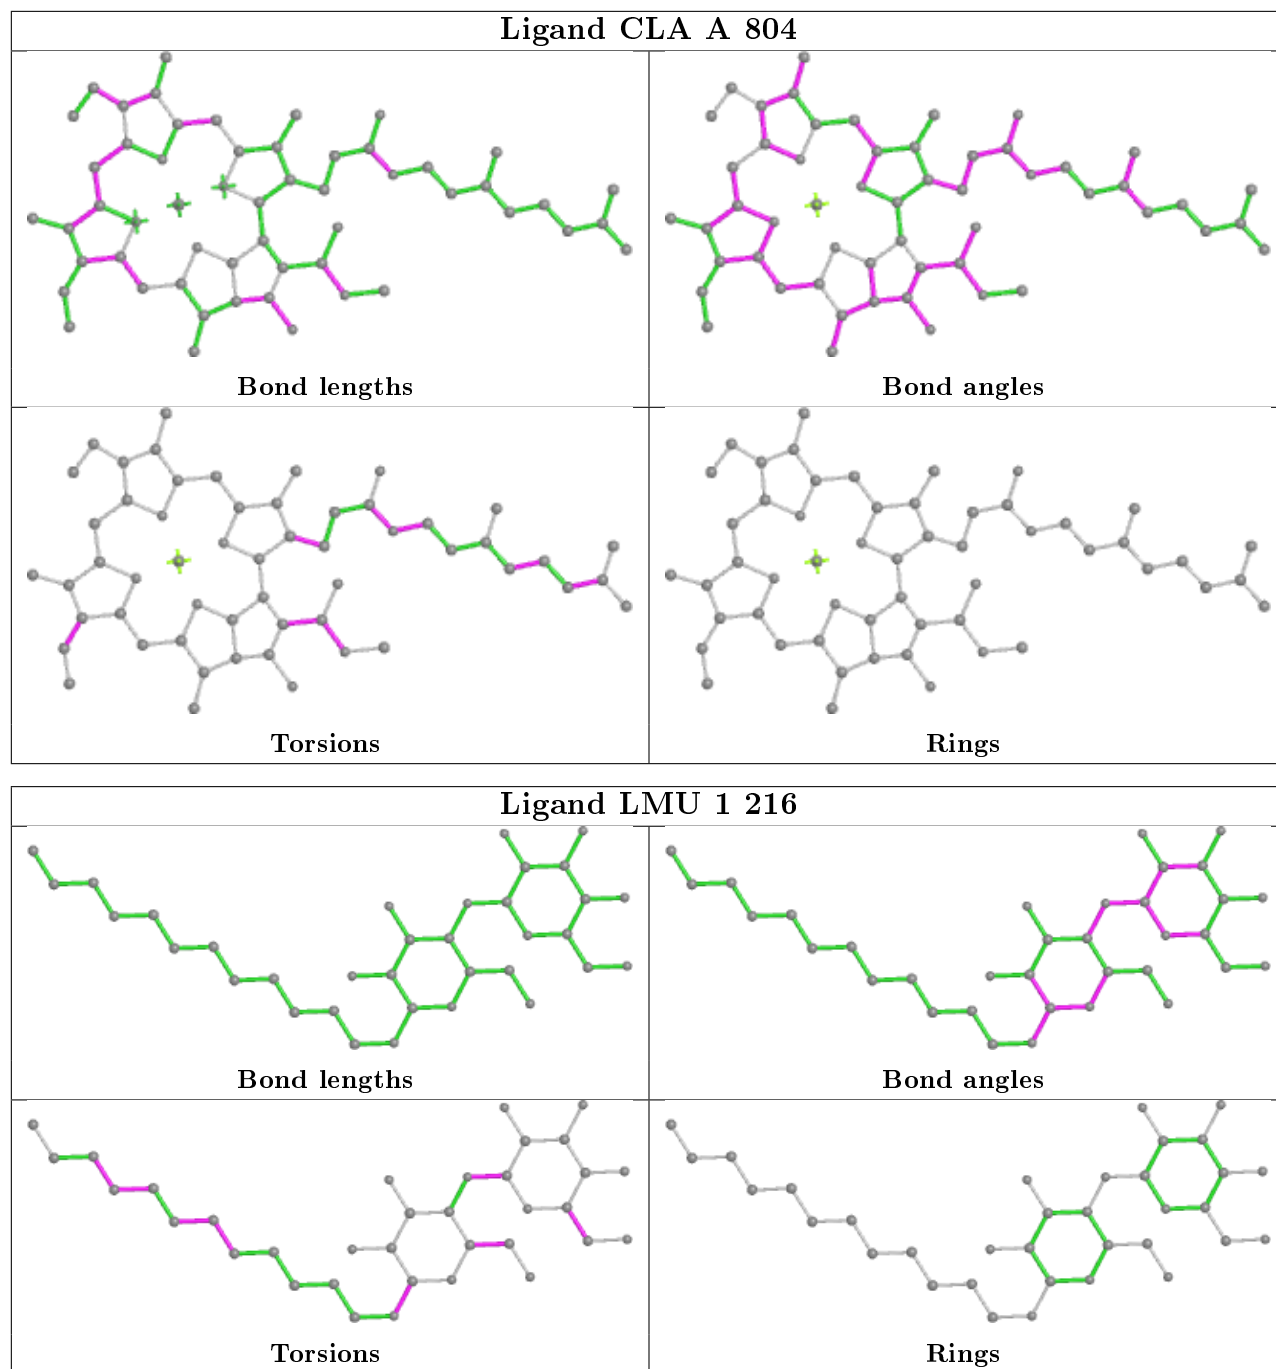 Ligand CLA A 804
Bond lengths
Bond angles
Torsions
Rings
Ligand LMU 1 216
Bond lengths
Bond angles
Torsions
Rings